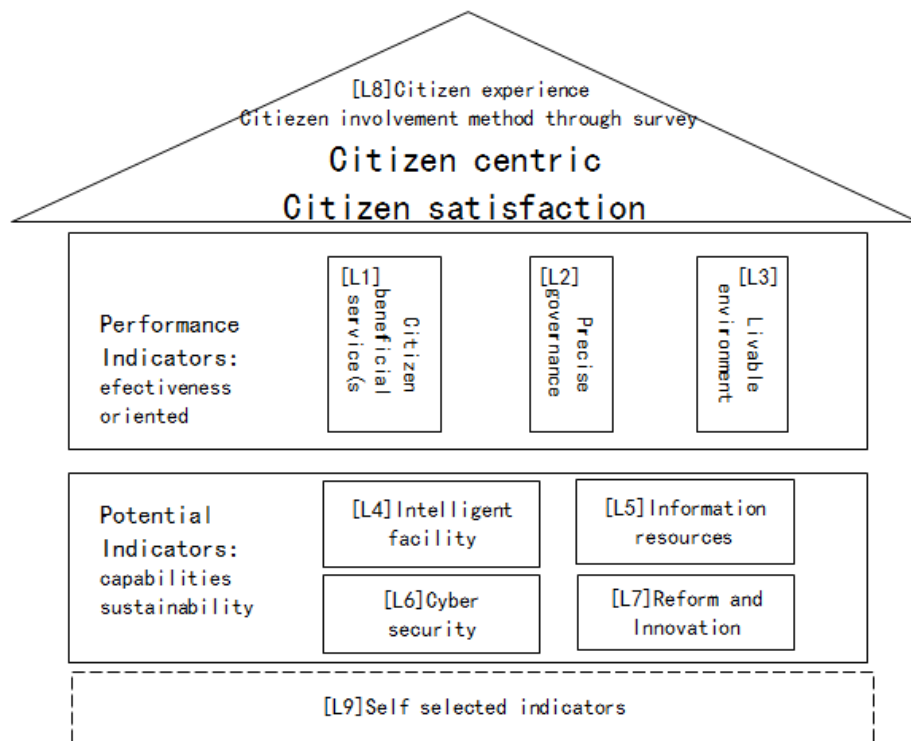 [L8]Citizen experience
Citiezen involvement method through survey
Citizen centric
Citizen satisfaction
Performance
Indicators:
efectiveness
oriented
[L1]
Citizen
beneficial
service(s
[L2]
Precise
governance
[L3]
Livable
environment
Potential
Indicators:
capabilities
sustainability
[L4]Intelligent
facility
[L5]Information
resources
[L6]Cyber
security
[L7]Reform and
Innovation
[L9]Self selected indicators